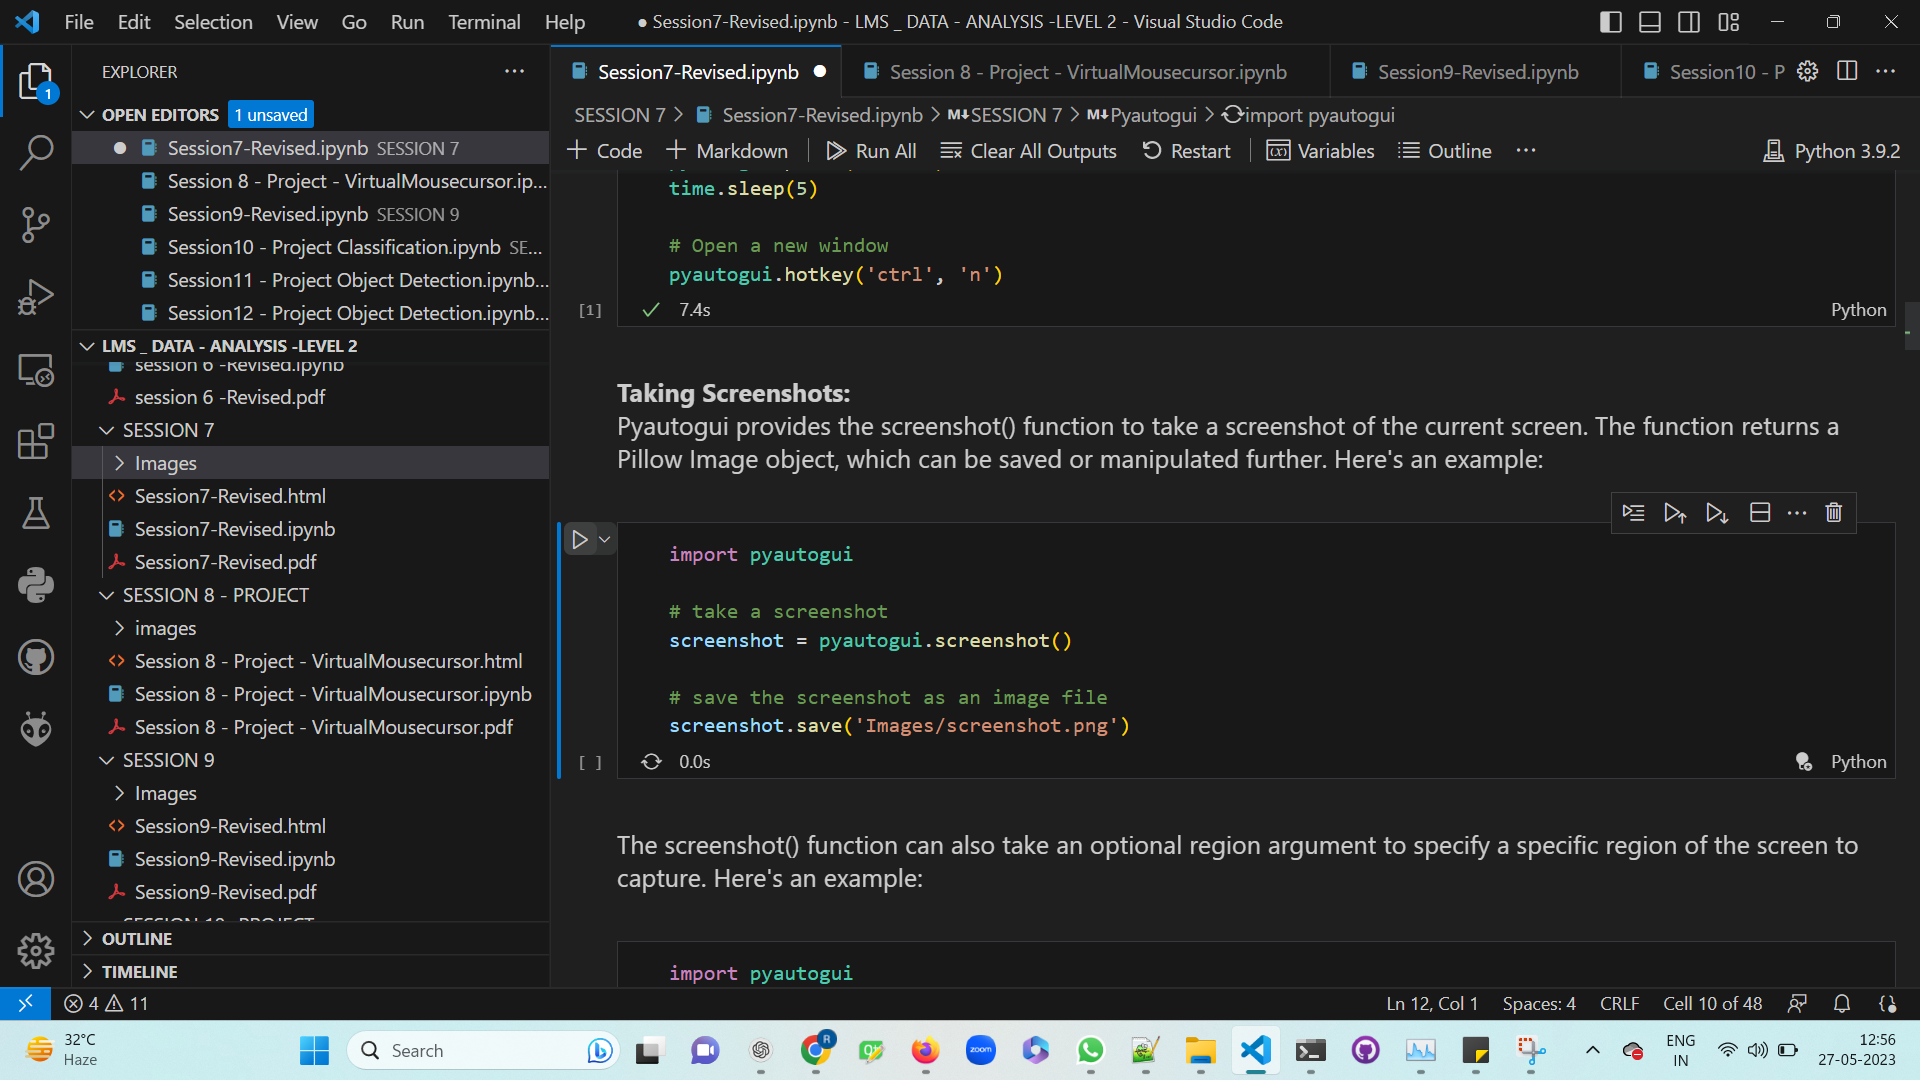 File Edit Selection View Go Run Terminal Help ● Session7-Revised.ipynb - LMS _ DATA - ANALYSIS -LEVEL 2 - Visual Studio Code
EXPLORER
1
OPEN EDITORS 1 unsaved
Session7-Revised.ipynb SESSION 7
Session 8 - Project - VirtualMousecursor.ip...
Session9-Revised.ipynb SESSION 9
Session10 - Project Classification.ipynb SE...
Session11 - Project Object Detection.ipynb...
Session12 - Project Object Detection.ipynb...
LMS _ DATA - ANALYSIS -LEVEL 2
session 6 -Revised.ipynb
session 6 -Revised.pdf
SESSION 7
Images
Session7-Revised.html
Session7-Revised.ipynb
Session7-Revised.pdf
SESSION 8 - PROJECT
images
Session 8 - Project - VirtualMousecursor.html
Session 8 - Project - VirtualMousecursor.ipynb
Session 8 - Project - VirtualMousecursor.pdf
SESSION 9
Images
Session9-Revised.html
Session9-Revised.ipynb
Session9-Revised.pdf
SESSION 10 - PROJECT
OUTLINE
TIMELINE
Session7-Revised.ipynb Session 8 - Project - VirtualMousecursor.ipynb Session9-Revised.ipynb Session10 - P
SESSION 7 > Session7-Revised.ipynb > M↓SESSION 7 > M↓Pyautogui > import pyautogui
+ Code + Markdown Run All Clear All Outputs Restart Variables Outline ... Python 3.9.2
time.sleep(5)
# Open a new window
pyautogui.hotkey('ctrl', 'n')
[1] ✓ 7.4s Python
Taking Screenshots:
Pyautogui provides the screenshot() function to take a screenshot of the current screen. The function returns a
Pillow Image object, which can be saved or manipulated further. Here's an example:
import pyautogui
# take a screenshot
screenshot = pyautogui.screenshot()
# save the screenshot as an image file
screenshot.save('Images/screenshot.png')
[ ] 0.0s Python
The screenshot() function can also take an optional region argument to specify a specific region of the screen to
capture. Here's an example:
import pyautogui
4 11 Ln 12, Col 1 Spaces: 4 CRLF Cell 10 of 48
32°C
Haze
Search
R
Qt
zoom
ENG
IN
12:56
27-05-2023